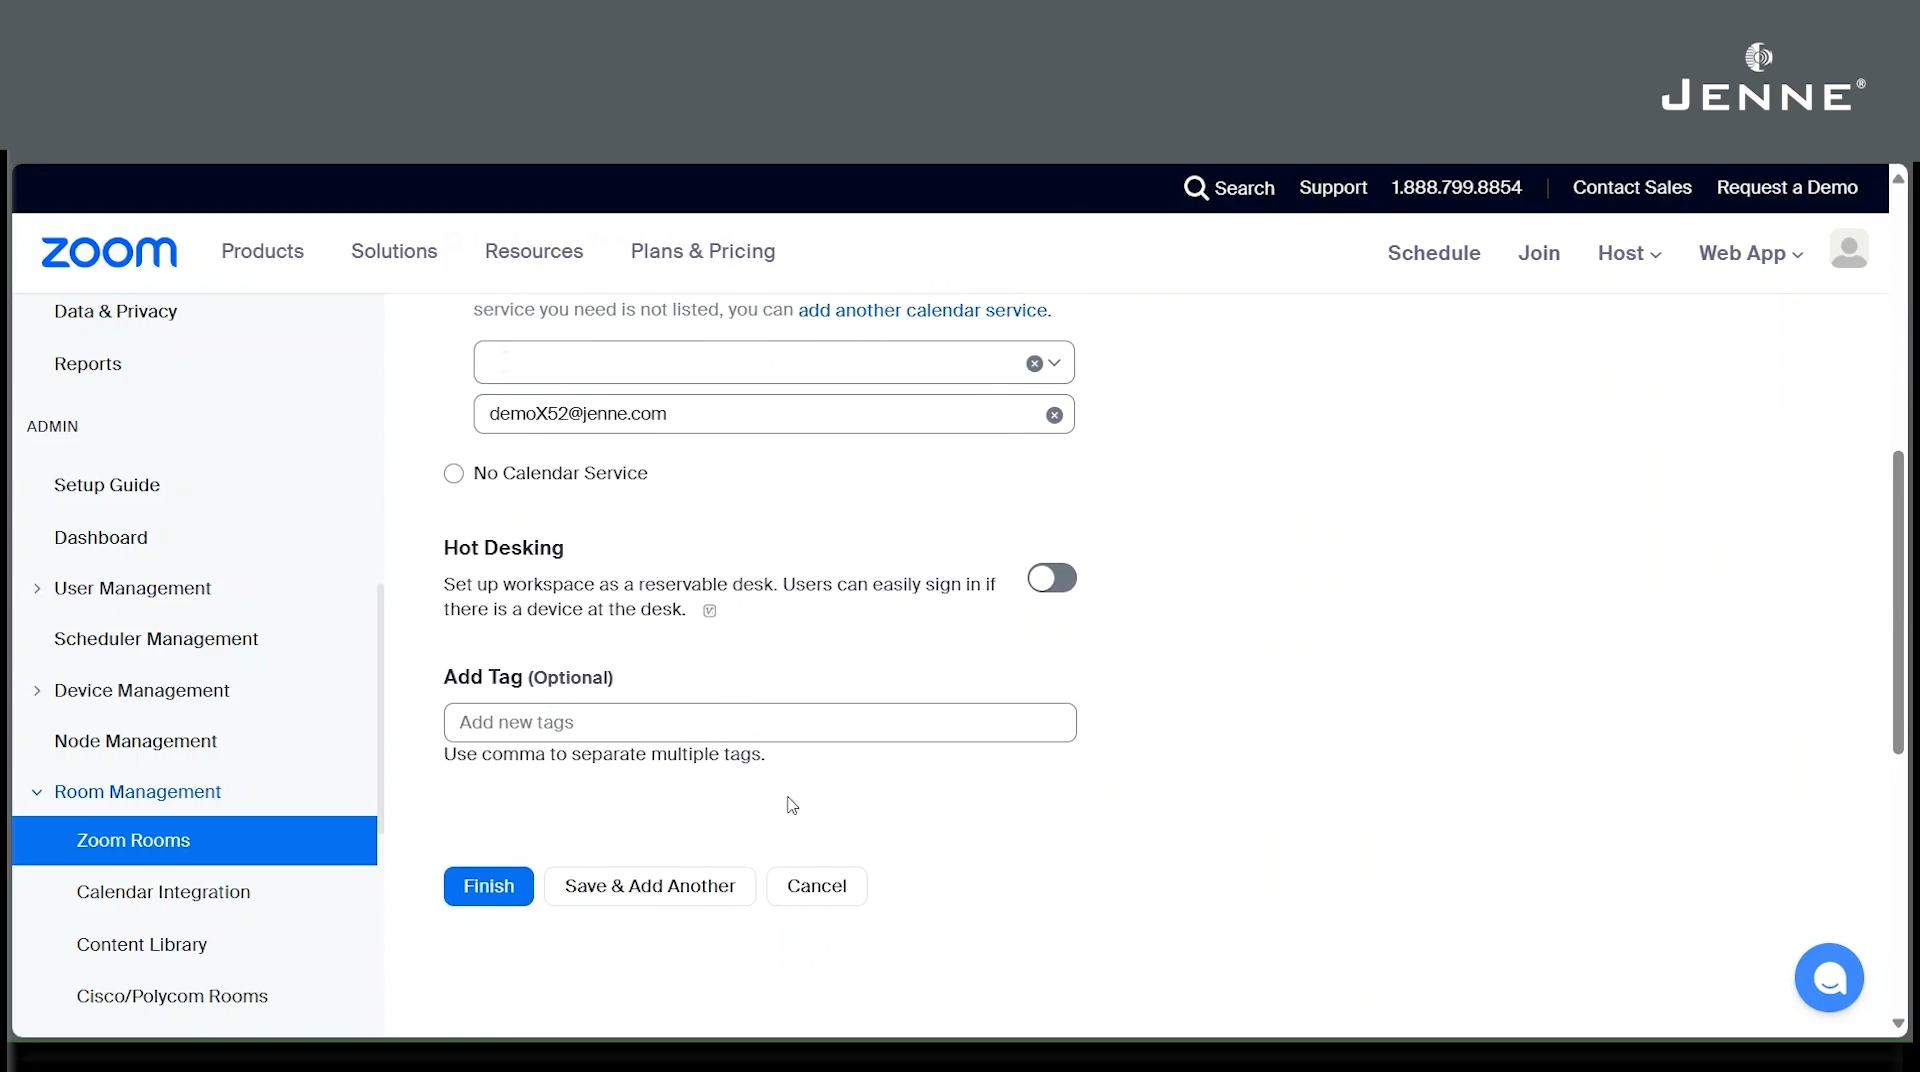 JENNE®
Search Support 1.888.799.8854 Contact Sales Request a Demo
zoom Products Solutions Resources Plans & Pricing Schedule Join Host Web App
Data & Privacy
Reports
ADMIN
Setup Guide
Dashboard
User Management
Scheduler Management
Device Management
Node Management
Room Management
Zoom Rooms
Calendar Integration
Content Library
Cisco/Polycom Rooms
service you need is not listed, you can add another calendar service.
demoX52@jenne.com
No Calendar Service
Hot Desking
Set up workspace as a reservable desk. Users can easily sign in if
there is a device at the desk.
Add Tag (Optional)
Add new tags
Use comma to separate multiple tags.
Finish Save & Add Another Cancel